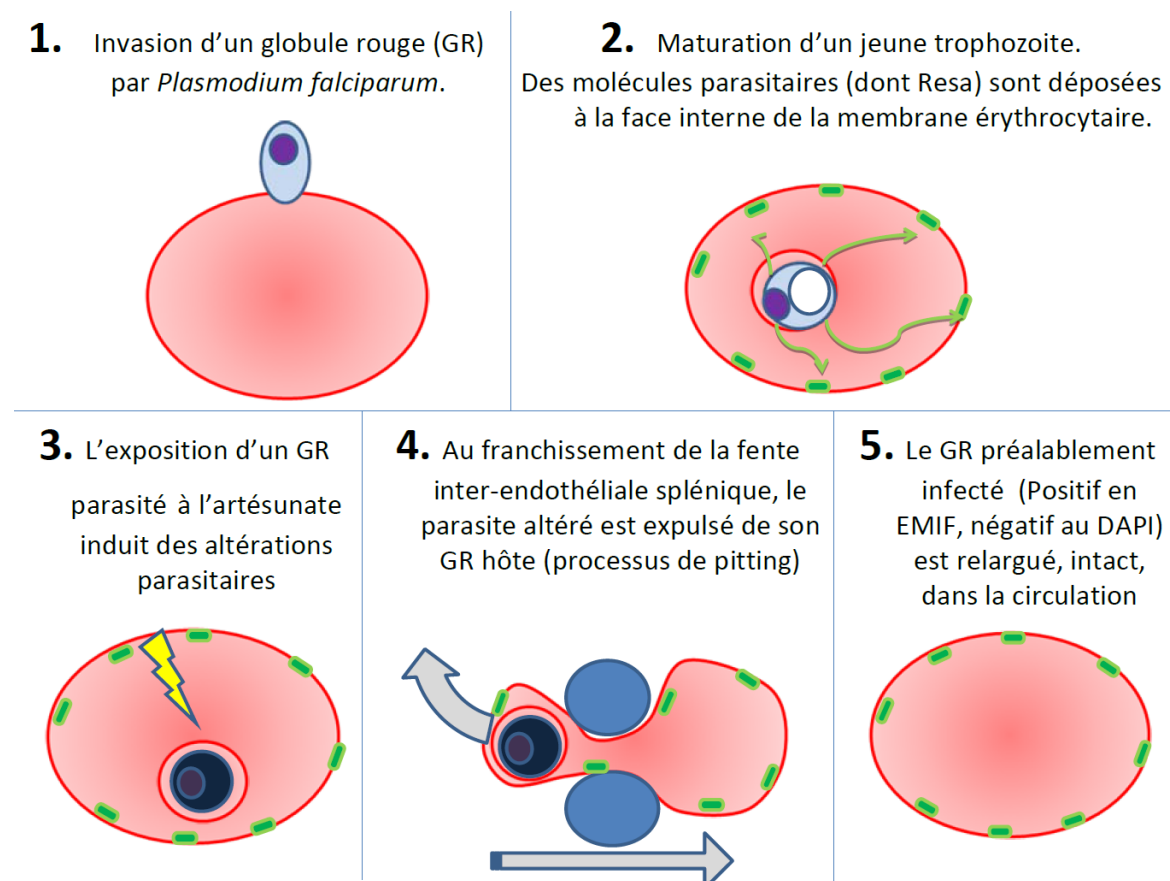 1. Invasion d’un globule rouge (GR)
par Plasmodium falciparum.
2. Maturation d’un jeune trophozoite.
Des molécules parasitaires (dont Resa) sont déposées
à la face interne de la membrane érythrocytaire.
3. L’exposition d’un GR
parasité à l’artésunate
induit des altérations
parasitaires
4. Au franchissement de la fente
inter-endothéliale splénique, le
parasite altéré est expulsé de son
GR hôte (processus de pitting)
5. Le GR préalablement
infecté (Positif en
EMIF, négatif au DAPI)
est relargué, intact,
dans la circulation